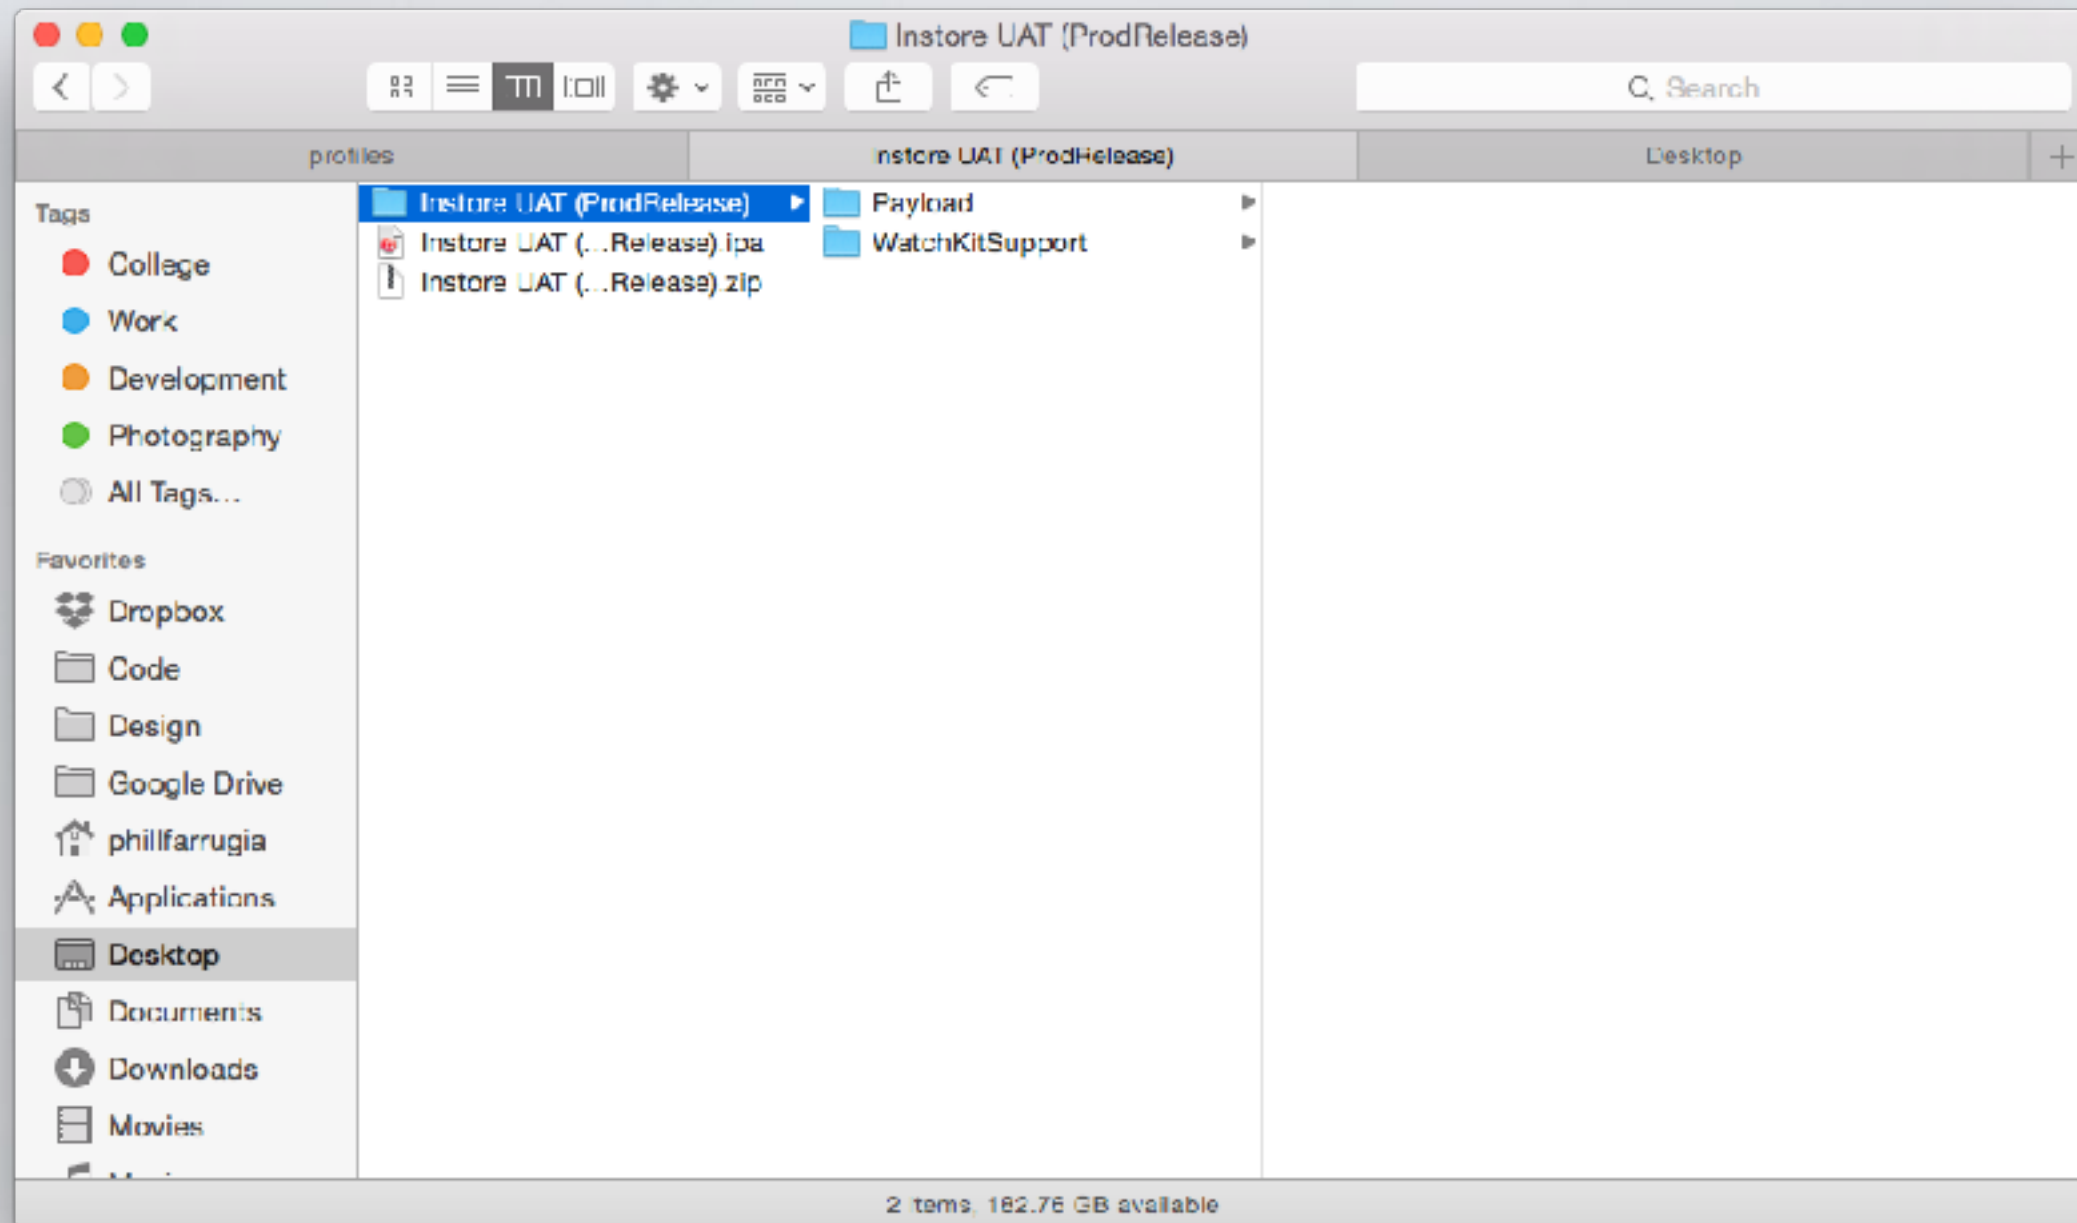 Instore UAT (ProdRelease)
Search
profiles
Instore UAT (ProdRelease)
Desktop
Tags
College
Work
Development
Photography
All Tags...
Favorites
Dropbox
Code
Design
Google Drive
phillfarrugia
Applications
Desktop
Documents
Downloads
Movies
Instore UAT (ProdRelease)
Instore UAT (...Release).ipa
Instore UAT (...Release).zip
Payload
WatchKitSupport
2 items, 182.76 GB available